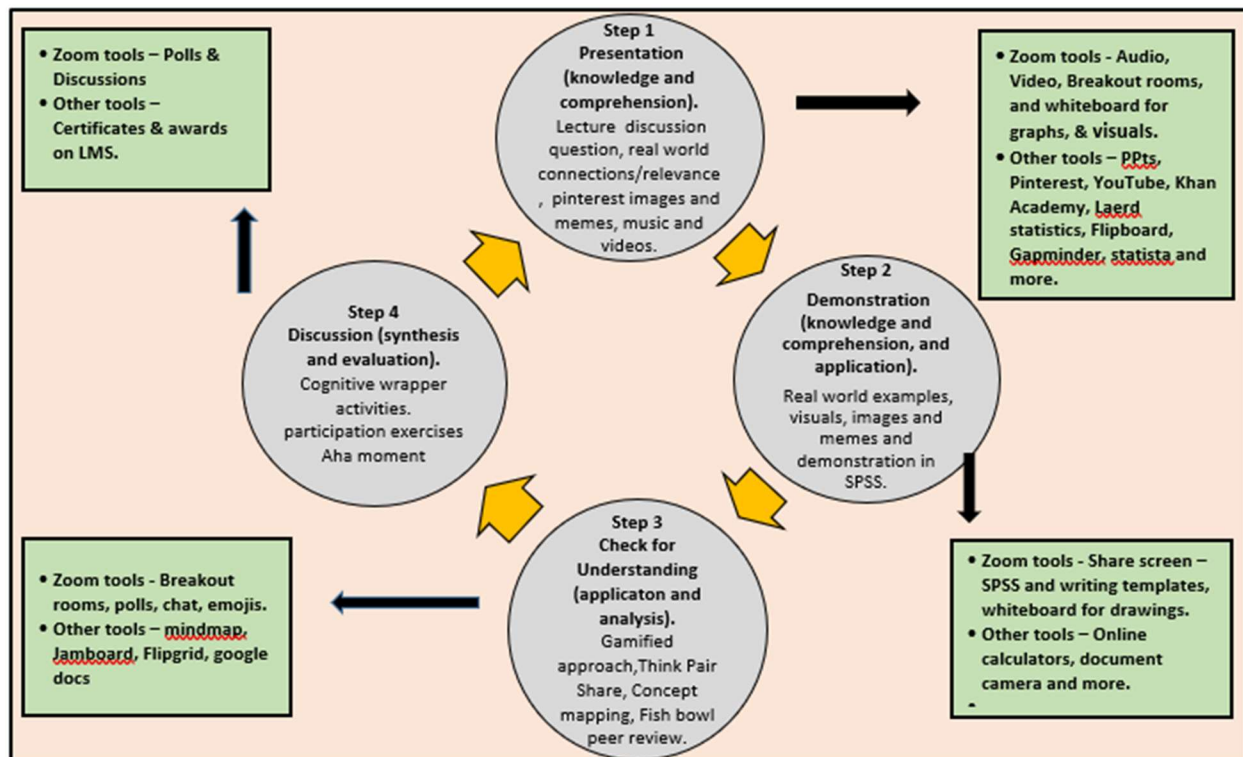 Step 1
Presentation
(knowledge and
comprehension).
Lecture discussion
question, real world
connections/relevance
, pinterest images and
memes, music and
videos.
• Zoom tools - Audio,
Video, Breakout rooms,
and whiteboard for
graphs, & visuals.
• Other tools – PPts,
Pinterest, YouTube, Khan
Academy, Laerd
statistics, Flipboard,
Gapminder, statista and
more.
Step 2
Demonstration
(knowledge and
comprehension, and
application).
Real world examples,
visuals, images and
memes and
demonstration in
SPSS.
• Zoom tools - Share screen –
SPSS and writing templates,
whiteboard for drawings.
• Other tools – Online
calculators, document
camera and more.
•
Step 3
Check for
Understanding
(applicaton and
analysis).
Gamified
approach,Think Pair
Share, Concept
mapping, Fish bowl
peer review.
• Zoom tools - Breakout
rooms, polls, chat, emojis.
• Other tools – mindmap,
Jamboard, Flipgrid, google
docs
Step 4
Discussion (synthesis
and evaluation).
Cognitive wrapper
activities.
participation exercises
Aha moment
• Zoom tools – Polls &
Discussions
• Other tools –
Certificates & awards
on LMS.